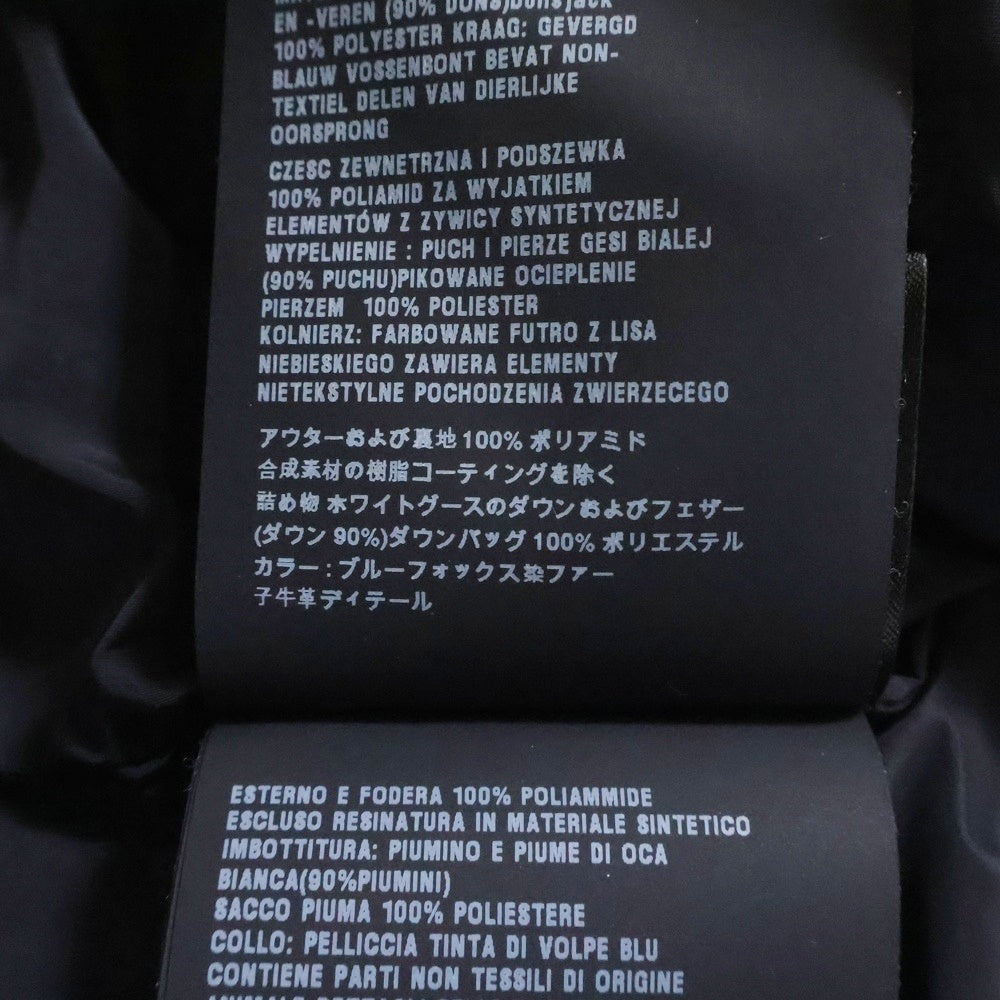 EN -VEREN (90% DONS)Donsjack
100% POLYESTER KRAAG: GEVERGD
BLAUW VOSSENBONT BEVAT NON-
TEXTIEL DELEN VAN DIERLIJKE
OORSPRONG
CZESC ZEWNETRZNA I PODSZEWKA
100% POLIAMID ZA WYJATKIEM
ELEMENTÓW Z ZYWICY SYNTETYCZNEJ
WYPELNIENIE : PUCH I PIERZE GESI BIALEJ
(90% PUCHU)PIKOWANE OCIEPLENIE
PIERZEM 100% POLIESTER
KOLNIERZ: FARBOWANE FUTRO Z LISA
NIEBIESKIEGO ZAWIERA ELEMENTY
NIETEKSTYLNE POCHODZENIA ZWIERZECEGO
アウターおよび裏地100% ポリアミド
合成素材の樹脂コーティングを除く
詰め物 ホワイトグースのダウンおよびフェザー
(ダウン 90%)ダウンバッグ 100% ポリエステル
カラー : ブルーフォックス染ファー
子牛革ディテール
ESTERNO E FODERA 100% POLIAMMIDE
ESCLUSO RESINATURA IN MATERIALE SINTETICO
IMBOTTITURA: PIUMINO E PIUME DI OCA
BIANCA(90%PIUMINI)
SACCO PIUMA 100% POLIESTERE
COLLO: PELLICCIA TINTA DI VOLPE BLU
CONTIENE PARTI NON TESSILI DI ORIGINE